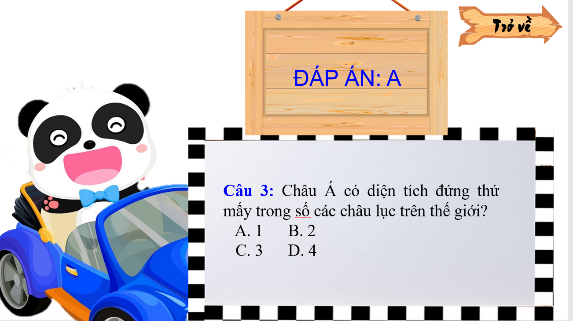 Trở về
ĐÁP ÁN: A
Câu 3: Châu Á có diện tích đứng thứ
mấy trong số các châu lục trên thế giới?
A. 1 B. 2
C. 3 D. 4